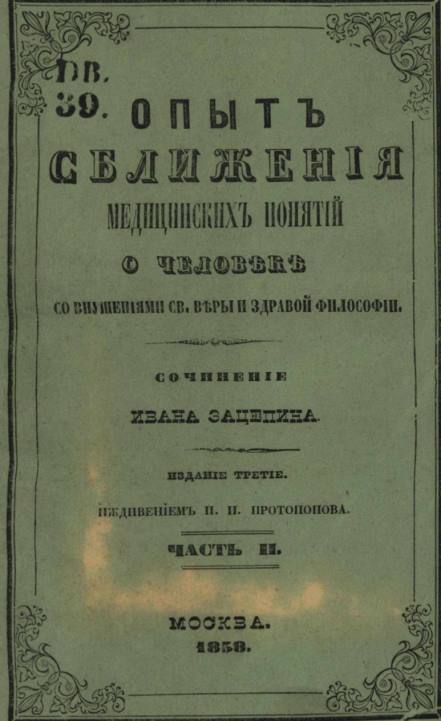 DB.
39.
ОПЫТЪ
СБЛИЖЕНІЯ
МЕДИЦИНСКИХЪ ПОНЯТІЙ
О ЧЕЛОВѢКѢ
СО ВНУШЕНІЯМИ СВ. ВѢРЫ И ЗДРАВОЙ ФИЛОСОФІИ.
СОЧИНЕНІЕ
ИВАНА ЗАЦЕПИНА.
ИЗДАНІЕ ТРЕТІЕ.
ИЖДИВЕНІЕМЪ П. И. ПРОТОПОПОВА.
ЧАСТЬ II.
МОСКВА.
1858.